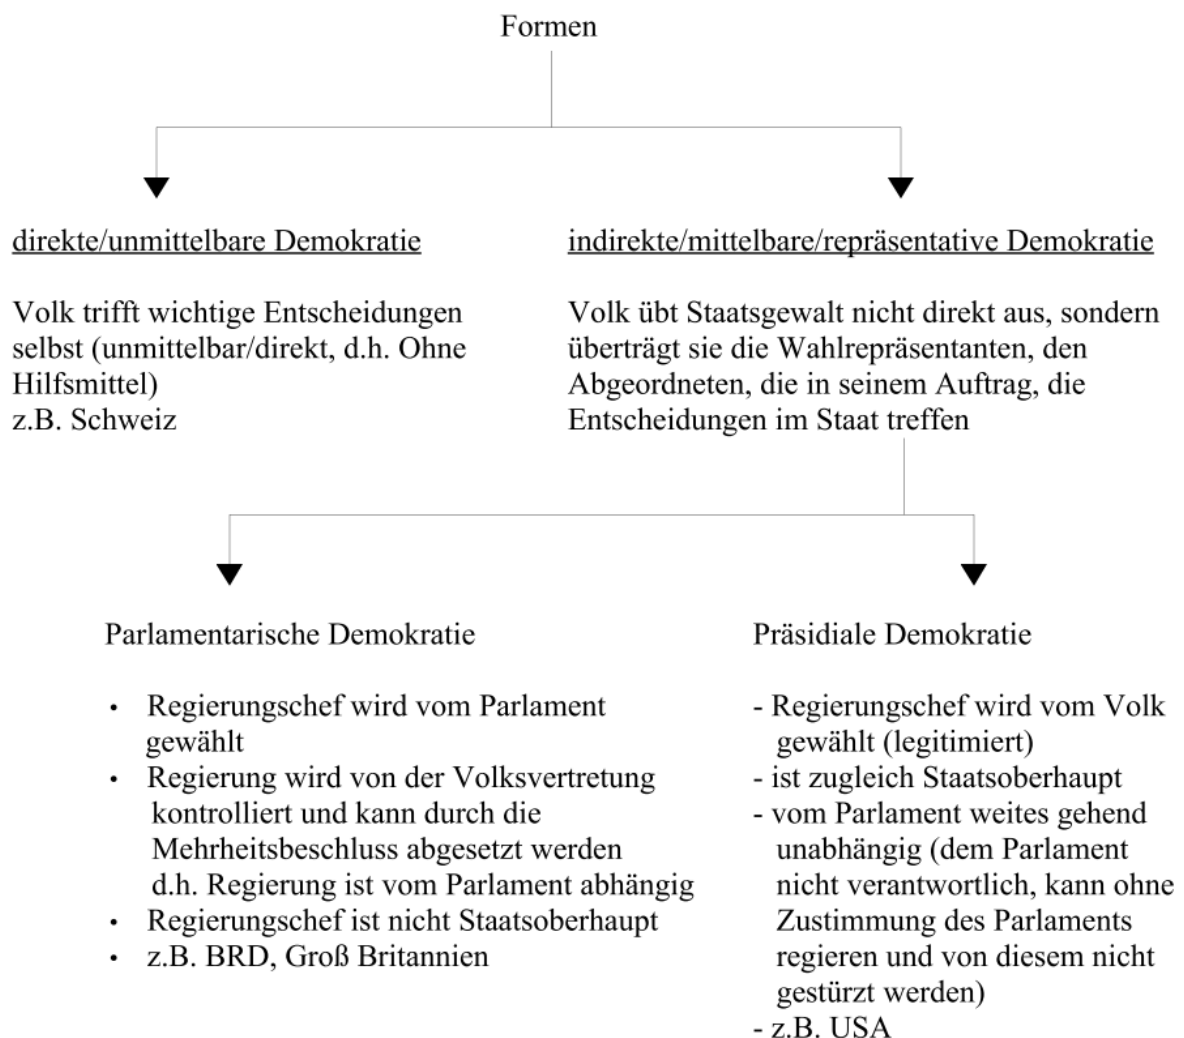 Formen
direkte/unmittelbare Demokratie
Volk trifft wichtige Entscheidungen
selbst (unmittelbar/direkt, d.h. Ohne
Hilfsmittel)
z.B. Schweiz
indirekte/mittelbare/repräsentative Demokratie
Volk übt Staatsgewalt nicht direkt aus, sondern
überträgt sie die Wahlrepräsentanten, den
Abgeordneten, die in seinem Auftrag, die
Entscheidungen im Staat treffen
Parlamentarische Demokratie
• Regierungschef wird vom Parlament
gewählt
• Regierung wird von der Volksvertretung
kontrolliert und kann durch die
Mehrheitsbeschluss abgesetzt werden
d.h. Regierung ist vom Parlament abhängig
• Regierungschef ist nicht Staatsoberhaupt
• z.B. BRD, Groß Britannien
Präsidiale Demokratie
- Regierungschef wird vom Volk
gewählt (legitimiert)
- ist zugleich Staatsoberhaupt
- vom Parlament weites gehend
unabhängig (dem Parlament
nicht verantwortlich, kann ohne
Zustimmung des Parlaments
regieren und von diesem nicht
gestürzt werden)
- z.B. USA